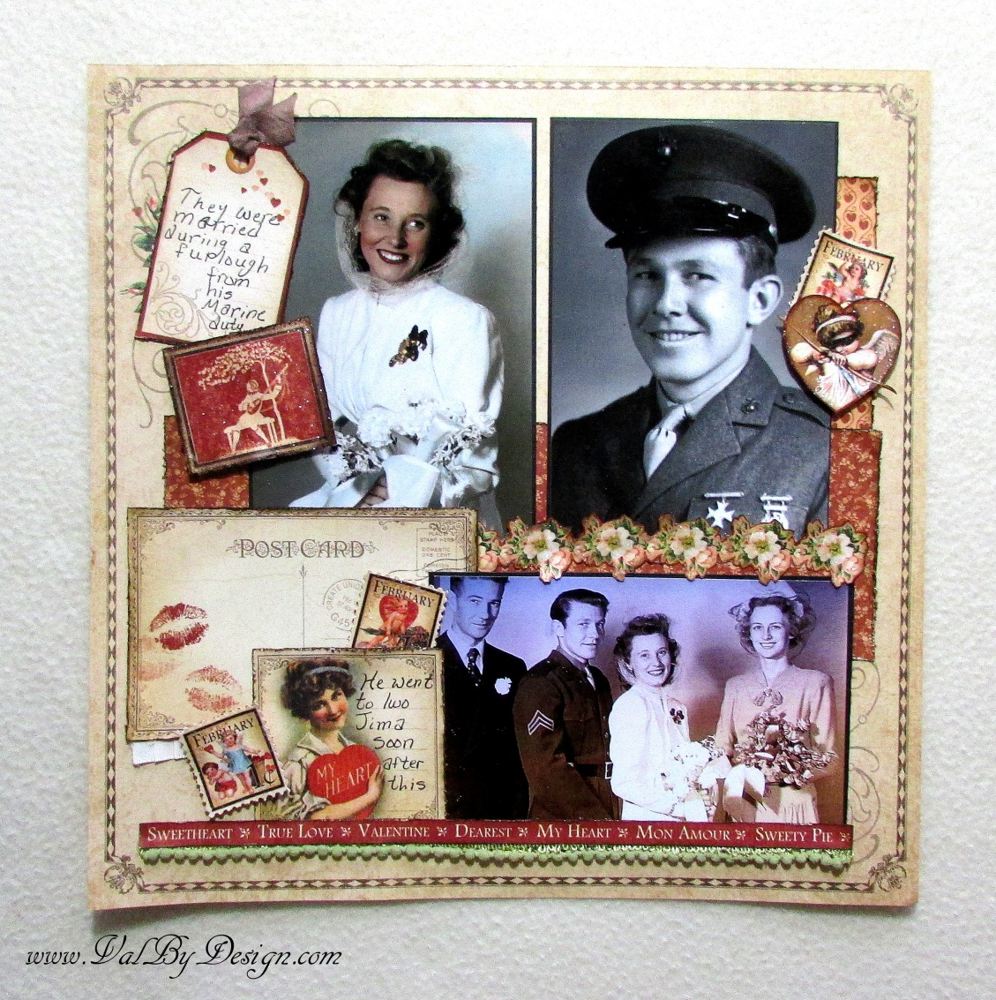 They were
married
during a
furlough
from
his
Marine
duty
FEBRUARY
POST CARD
PLACE
STAMP HERE
DOMESTIC
ONE CENT
FOREIGN
FEBRUARY
He went
to Iwo
Jima
soon
after
this
FEBRUARY
1¢
MY
HEART
SWEETHEART TRUE LOVE VALENTINE DEAREST MY HEART MON AMOUR SWEETY PIE
www.ValByDesign.com